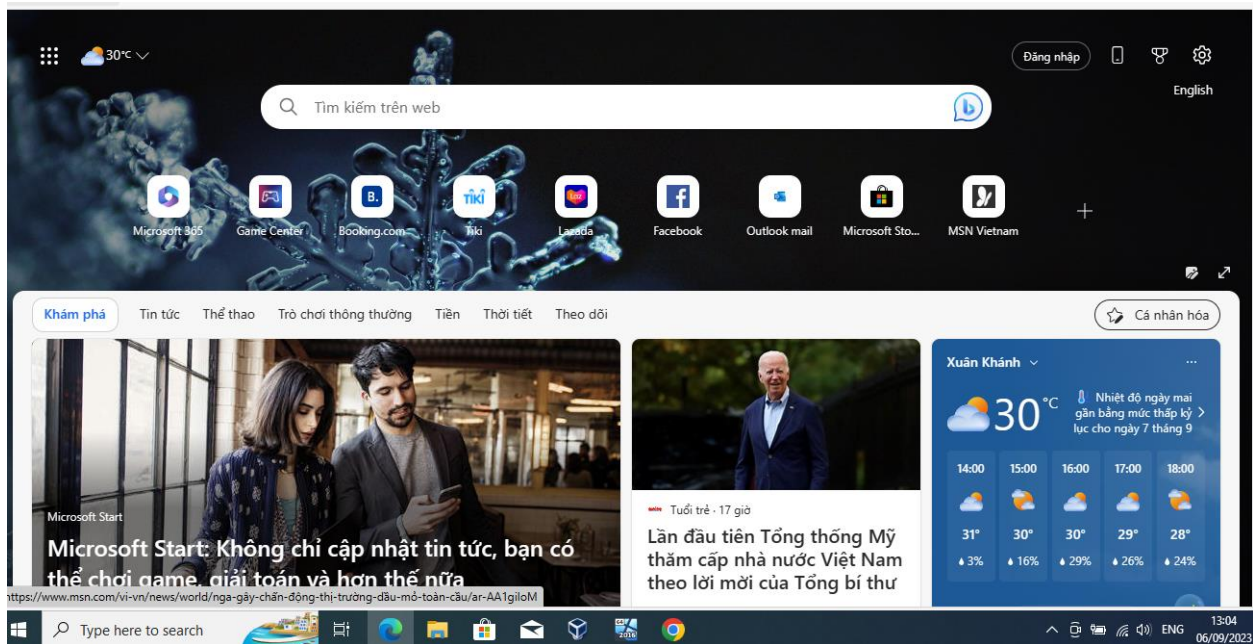 30°C
Đăng nhập
English
Tìm kiếm trên web
Microsoft 365
Game Center
B.
Booking.com
TIKI
Tiki
Laz
Lazada
Facebook
Outlook mail
Microsoft Sto...
MSN Vietnam
Khám phá
Tin tức
Thể thao
Trò chơi thông thường
Tiền
Thời tiết
Theo dõi
Cá nhân hóa
Microsoft Start
Microsoft Start: Không chỉ cập nhật tin tức, bạn có
thể chơi game, giải toán và hơn thế nữa
Tuổi trẻ · 17 giờ
Lần đầu tiên Tổng thống Mỹ
thăm cấp nhà nước Việt Nam
theo lời mời của Tổng bí thư
Xuân Khánh
...
30°C
Nhiệt độ ngày mai
gần bằng mức thấp kỷ
lục cho ngày 7
tháng 9
14:00 15:00 16:00 17:00 18:00
31° 30° 30° 29° 28°
3% 16% 29% 26% 24%
https://www.msn.com/vi-vn/news/world/nga-gây-chấn-động-thị-trường-dầu-mỏ-toàn-cầu/ar-AA1giloM
Type here to search
2016
ENG
13:04
06/09/2023